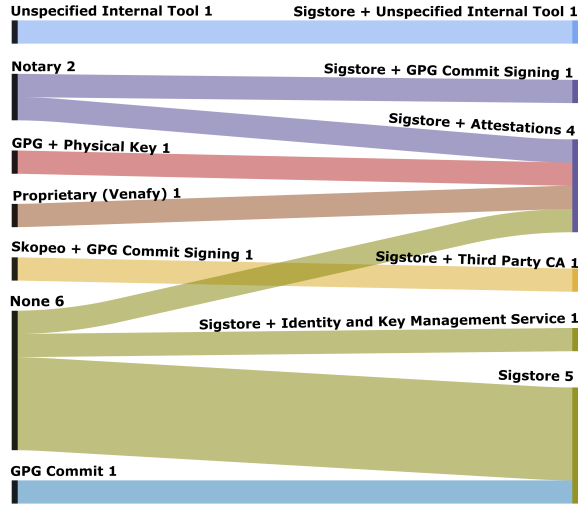 Unspecified Internal Tool 1
Sigstore + Unspecified Internal Tool 1
Notary 2
Sigstore + GPG Commit Signing 1
Sigstore + Attestations 4
GPG + Physical Key 1
Proprietary (Venafy) 1
Skopeo + GPG Commit Signing 1
Sigstore + Third Party CA 1
None 6
Sigstore + Identity and Key Management Service 1
Sigstore 5
GPG Commit 1